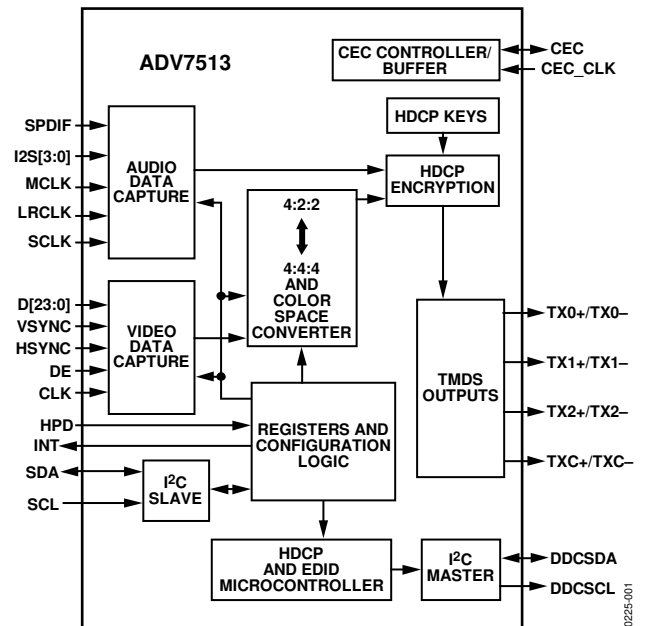 ADV7513
CEC CONTROLLER/
BUFFER
CEC
CEC_CLK
HDCP KEYS
SPDIF
I2S[3:0]
MCLK
LRCLK
SCLK
AUDIO
DATA
CAPTURE
HDCP
ENCRYPTION
4:2:2
4:4:4
AND
COLOR
SPACE
CONVERTER
D[23:0]
VSYNC
HSYNC
DE
CLK
VIDEO
DATA
CAPTURE
TMDS
OUTPUTS
TX0+/TX0–
TX1+/TX1–
TX2+/TX2–
TXC+/TXC–
HPD
INT
SDA
SCL
REGISTERS AND
CONFIGURATION
LOGIC
I2C
SLAVE
HDCP
AND EDID
MICROCONTROLLER
I2C
MASTER
DDCSDA
DDCSCL
0225-001